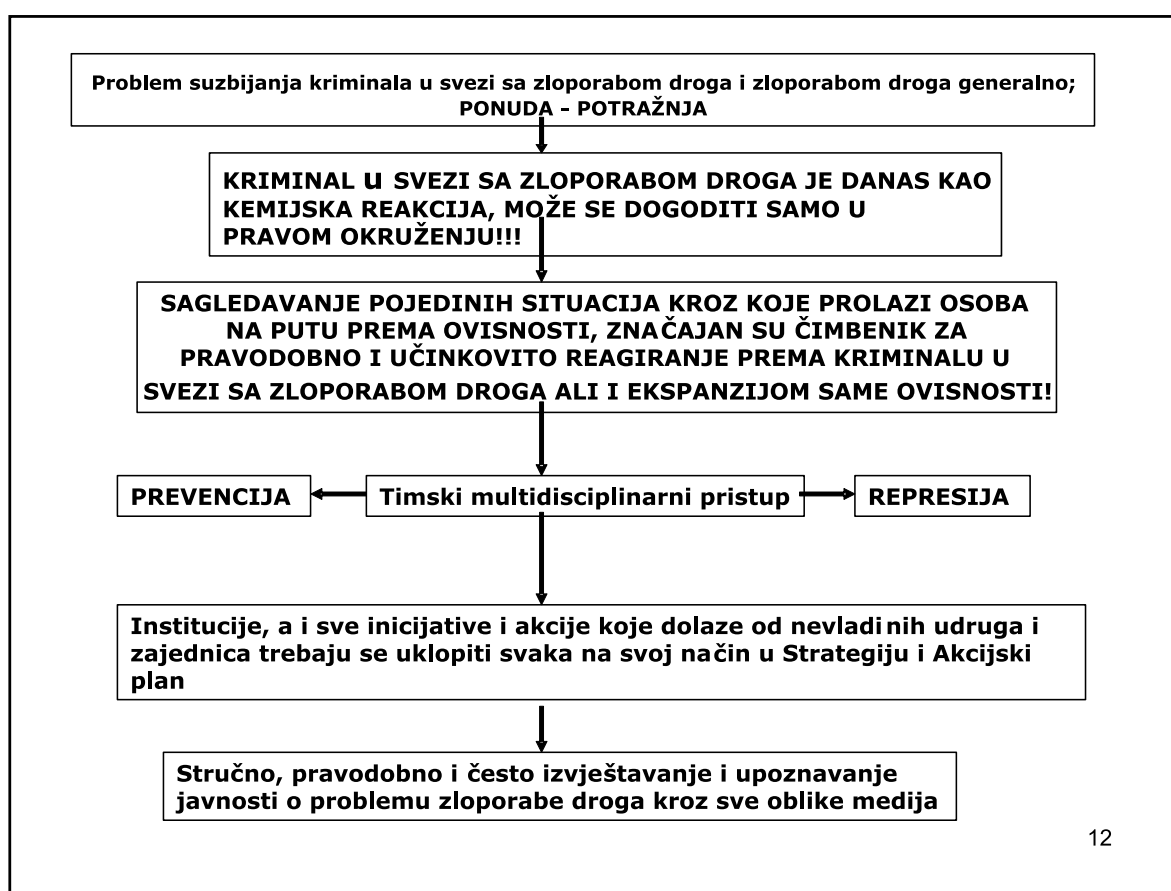 Problem suzbijanja kriminala u svezi sa zloporabom droga i zloporabom droga generalno;
PONUDA - POTRAŽNJA
KRIMINAL u SVEZI SA ZLOPORABOM DROGA JE DANAS KAO
KEMIJSKA REAKCIJA, MOŽE SE DOGODITI SAMO U
PRAVOM OKRUŽENJU!!!
SAGLEDAVANJE POJEDINIH SITUACIJA KROZ KOJE PROLAZI OSOBA
NA PUTU PREMA OVISNOSTI, ZNAČAJAN SU ČIMBENIK ZA
PRAVODOBNO I UČINKOVITO REAGIRANJE PREMA KRIMINALU U
SVEZI SA ZLOPORABOM DROGA ALI I EKSPANZIJOM SAME OVISNOSTI!
PREVENCIJA
Timski multidisciplinarni pristup
REPRESIJA
Institucije, a i sve inicijative i akcije koje dolaze od nevladinih udruga i
zajednica trebaju se uklopiti svaka na svoj način u Strategiju i Akcijski
plan
Stručno, pravodobno i često izvještavanje i upoznavanje
javnosti o problemu zloporabe droga kroz sve oblike medija
12